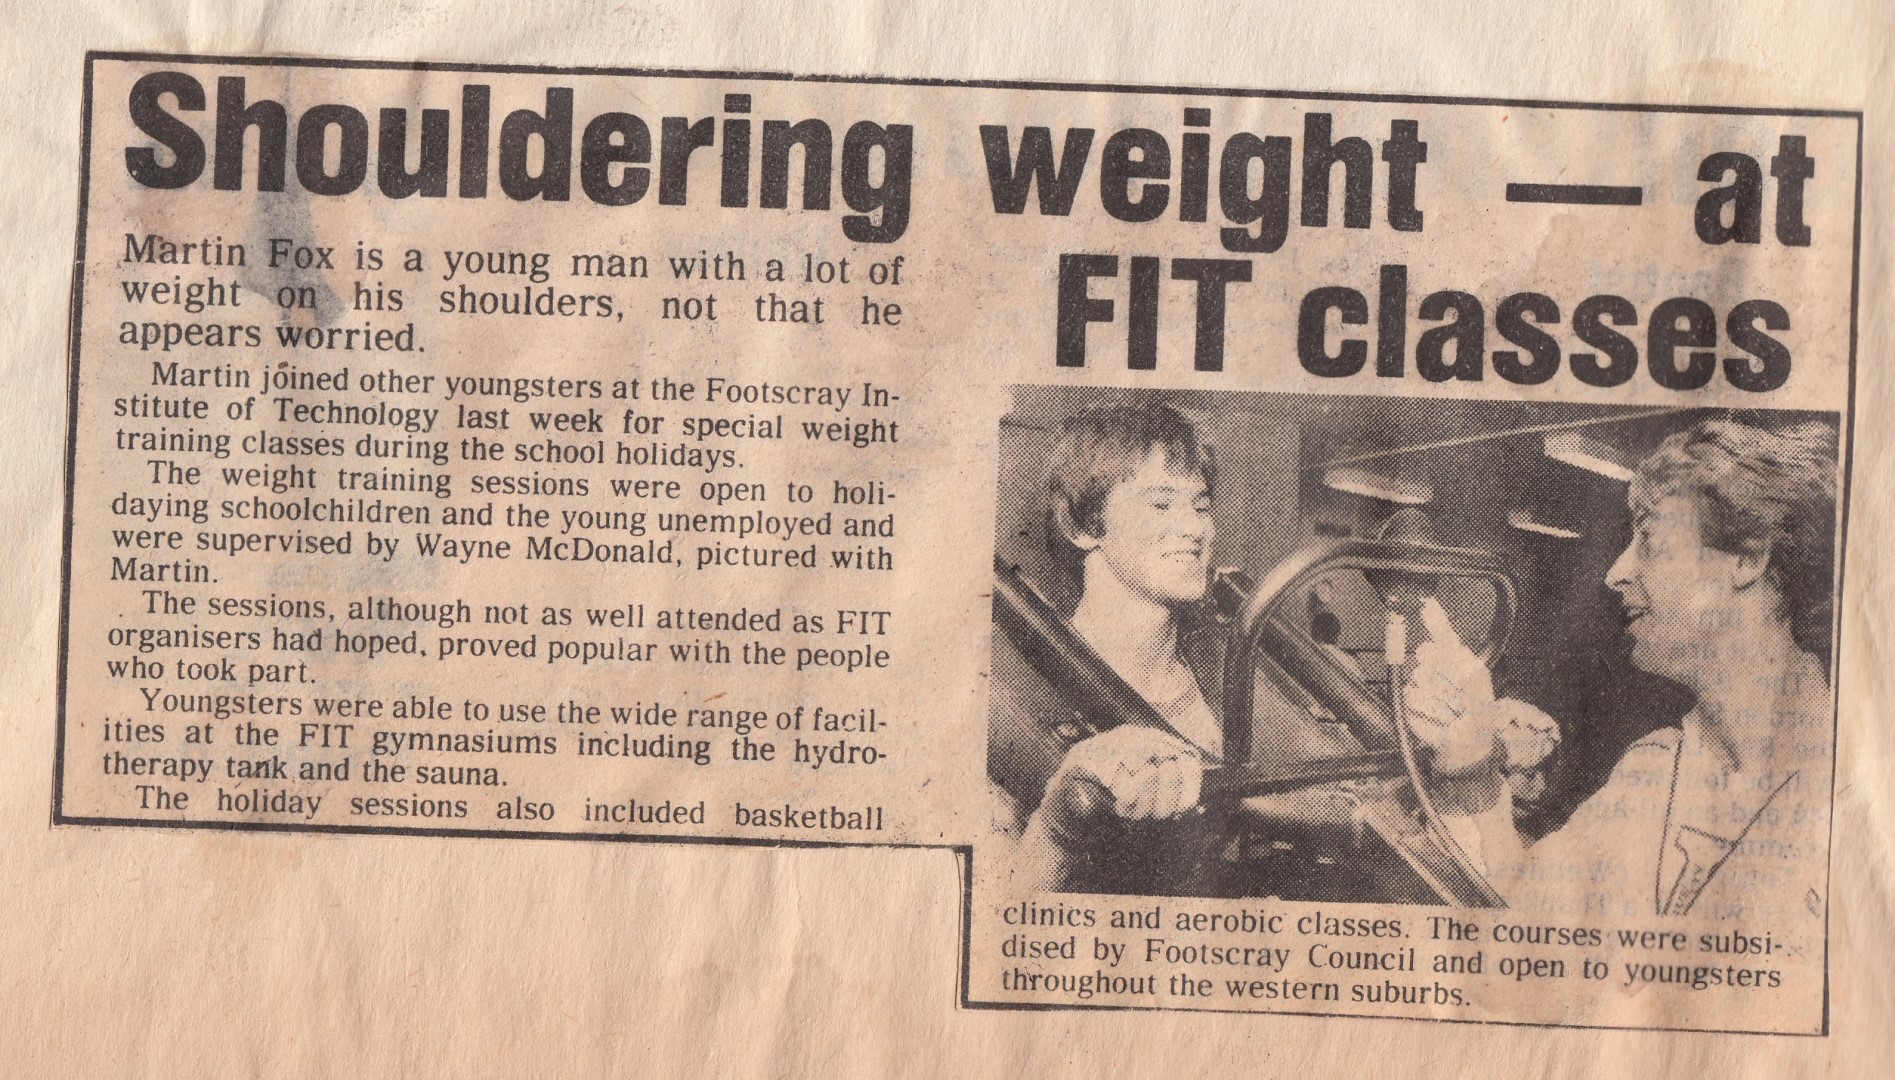 Shouldering weight — at
FIT classes
Martin Fox is a young man with a lot of
weight on his shoulders, not that he
appears worried.
Martin joined other youngsters at the Footscray In-
stitute of Technology last week for special weight
training classes during the school holidays.
The weight training sessions were open to holi-
daying schoolchildren and the young unemployed and
were supervised by Wayne McDonald, pictured with
Martin.
The sessions, although not as well attended as FIT
organisers had hoped, proved popular with the people
who took part.
Youngsters were able to use the wide range of facil-
ities at the FIT gymnasiums including the hydro-
therapy tank and the sauna.
The holiday sessions also included basketball
clinics and aerobic classes. The courses were subsi-
dised by Footscray Council and open to youngsters
throughout the western suburbs.